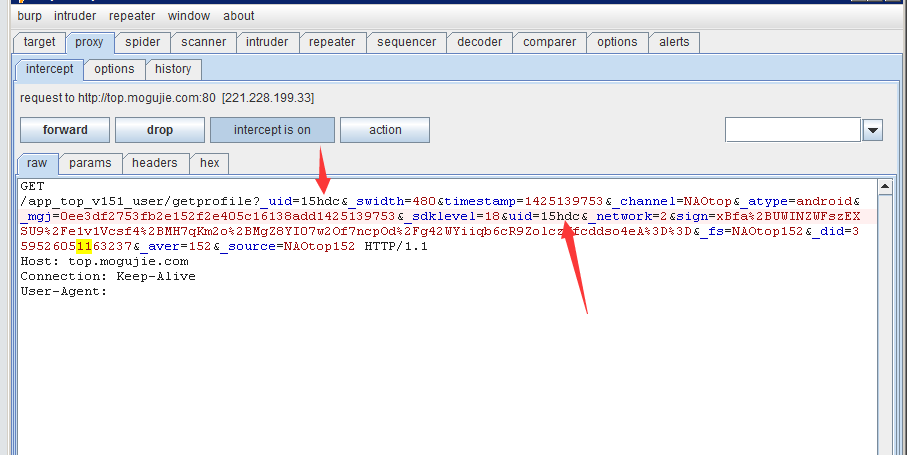 burp intruder repeater window about
target proxy spider scanner intruder repeater sequencer decoder comparer options alerts
intercept options history
request to http://top.mogujie.com:80 [221.228.199.33]
forward drop intercept is on action
raw params headers hex
GET
/app_top_v151_user/getprofile?_uid=15hdc&_swidth=480&timestamp=1425139753&_channel=NAOtop&_atype=android&
_mgj=0ee3df2753fb2e152f2e405c16138add1425139753&_sdklevel=18&uid=15hdc&_network=2&sign=xBfa%2BUWINZWFszEX
SU9%2Fe1v1Vcsf4%2BMH7qKm2o%2BMgZ8YIO7w2Of7ncpOd%2Fg42WYiiqb6cR9Zolcz fcddso4eA%3D%3D&_fs=NAOtop152&_did=3
59526051163237&_aver=152&_source=NAOtop152 HTTP/1.1
Host: top.mogujie.com
Connection: Keep-Alive
User-Agent: